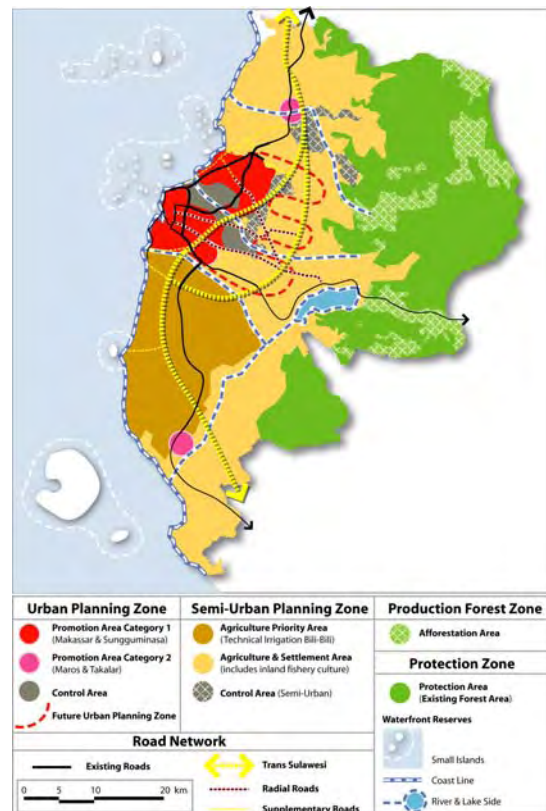 Urban Planning Zone
Promotion Area Category 1
(Makassar & Sungguminasa)
Promotion Area Category 2
(Maros & Takalar)
Control Area
Future Urban Planning Zone
Semi-Urban Planning Zone
Agriculture Priority Area
(Technical Irrigation Bili-Bili)
Agriculture & Settlement Area
(includes inland fishery culture)
Control Area (Semi-Urban)
Production Forest Zone
Afforestation Area
Protection Zone
Protection Area
(Existing Forest Area)
Waterfront Reserves
Small Islands
Coast Line
River & Lake Side
Road Network
Existing Roads
0 5 10 20 km
Trans Sulawesi
Radial Roads
Supplementary Roads